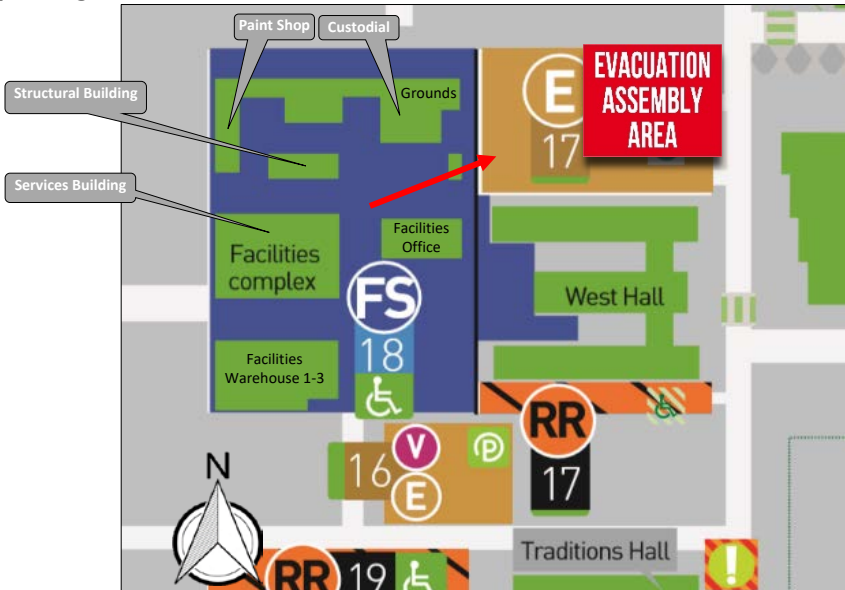 Paint Shop
Custodial
Structural Building
Grounds
E
17
EVACUATION
ASSEMBLY
AREA
Services Building
Facilities
Office
Facilities
complex
FS
18
West Hall
Facilities
Warehouse 1-3
RR
17
V
P
16
E
N
Traditions Hall
!
RR
19